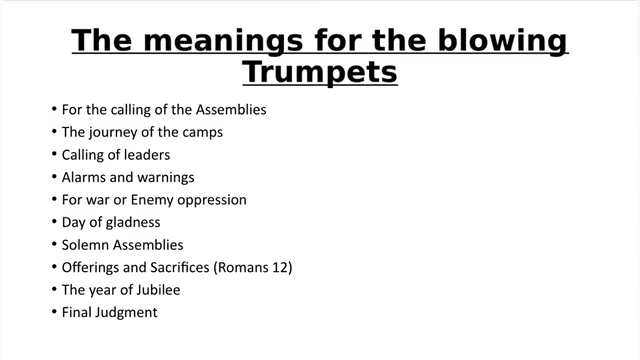 The meanings for the blowing
Trumpets
• For the calling of the Assemblies
• The journey of the camps
• Calling of leaders
• Alarms and warnings
• For war or Enemy oppression
• Day of gladness
• Solemn Assemblies
• Offerings and Sacrifices (Romans 12)
• The year of Jubilee
• Final Judgment